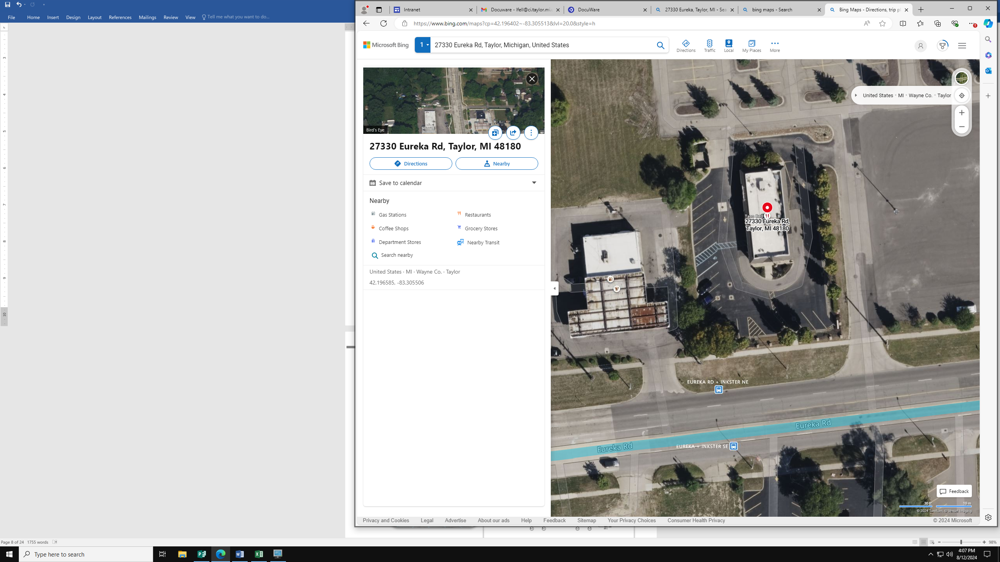 File Home Insert Design Layout References Mailings Review View Tell me what you want to do...
Intranet
Docuware - lfell@ci.taylor.mi.u
DocuWare
27330 Eureka, Taylor, MI - Sea
bing maps - Search
Bing Maps - Directions, trip pl
https://www.bing.com/maps?cp=42.196402~-83.305513&lvl=20.0&style=h
Microsoft Bing
1
27330 Eureka Rd, Taylor, Michigan, United States
Directions
Traffic
Local
My Places
More
United States · MI · Wayne Co. · Taylor
Bird's Eye
27330 Eureka Rd, Taylor, MI 48180
Directions
Nearby
Save to calendar
Nearby
Gas Stations
Restaurants
Coffee Shops
Grocery Stores
Department Stores
Nearby Transit
Search nearby
United States · MI · Wayne Co. · Taylor
42.196585, -83.305506
Taco Bell
27330 Eureka Rd,
Taylor, MI 48180
EUREKA RD + INKSTER NE
Eureka Rd
Eureka Rd
EUREKA + INKSTER SE
Feedback
30 ft
10 m
© 2024 TomTom, © Vexcel Imaging
Privacy and Cookies
Legal
Advertise
About our ads
Help
Feedback
Sitemap
Your Privacy Choices
Consumer Health Privacy
© 2024 Microsoft
3
4
5
6
7
8
9
10
Page 8 of 24 1755 words
98%
Type here to search
4:07 PM
8/12/2024